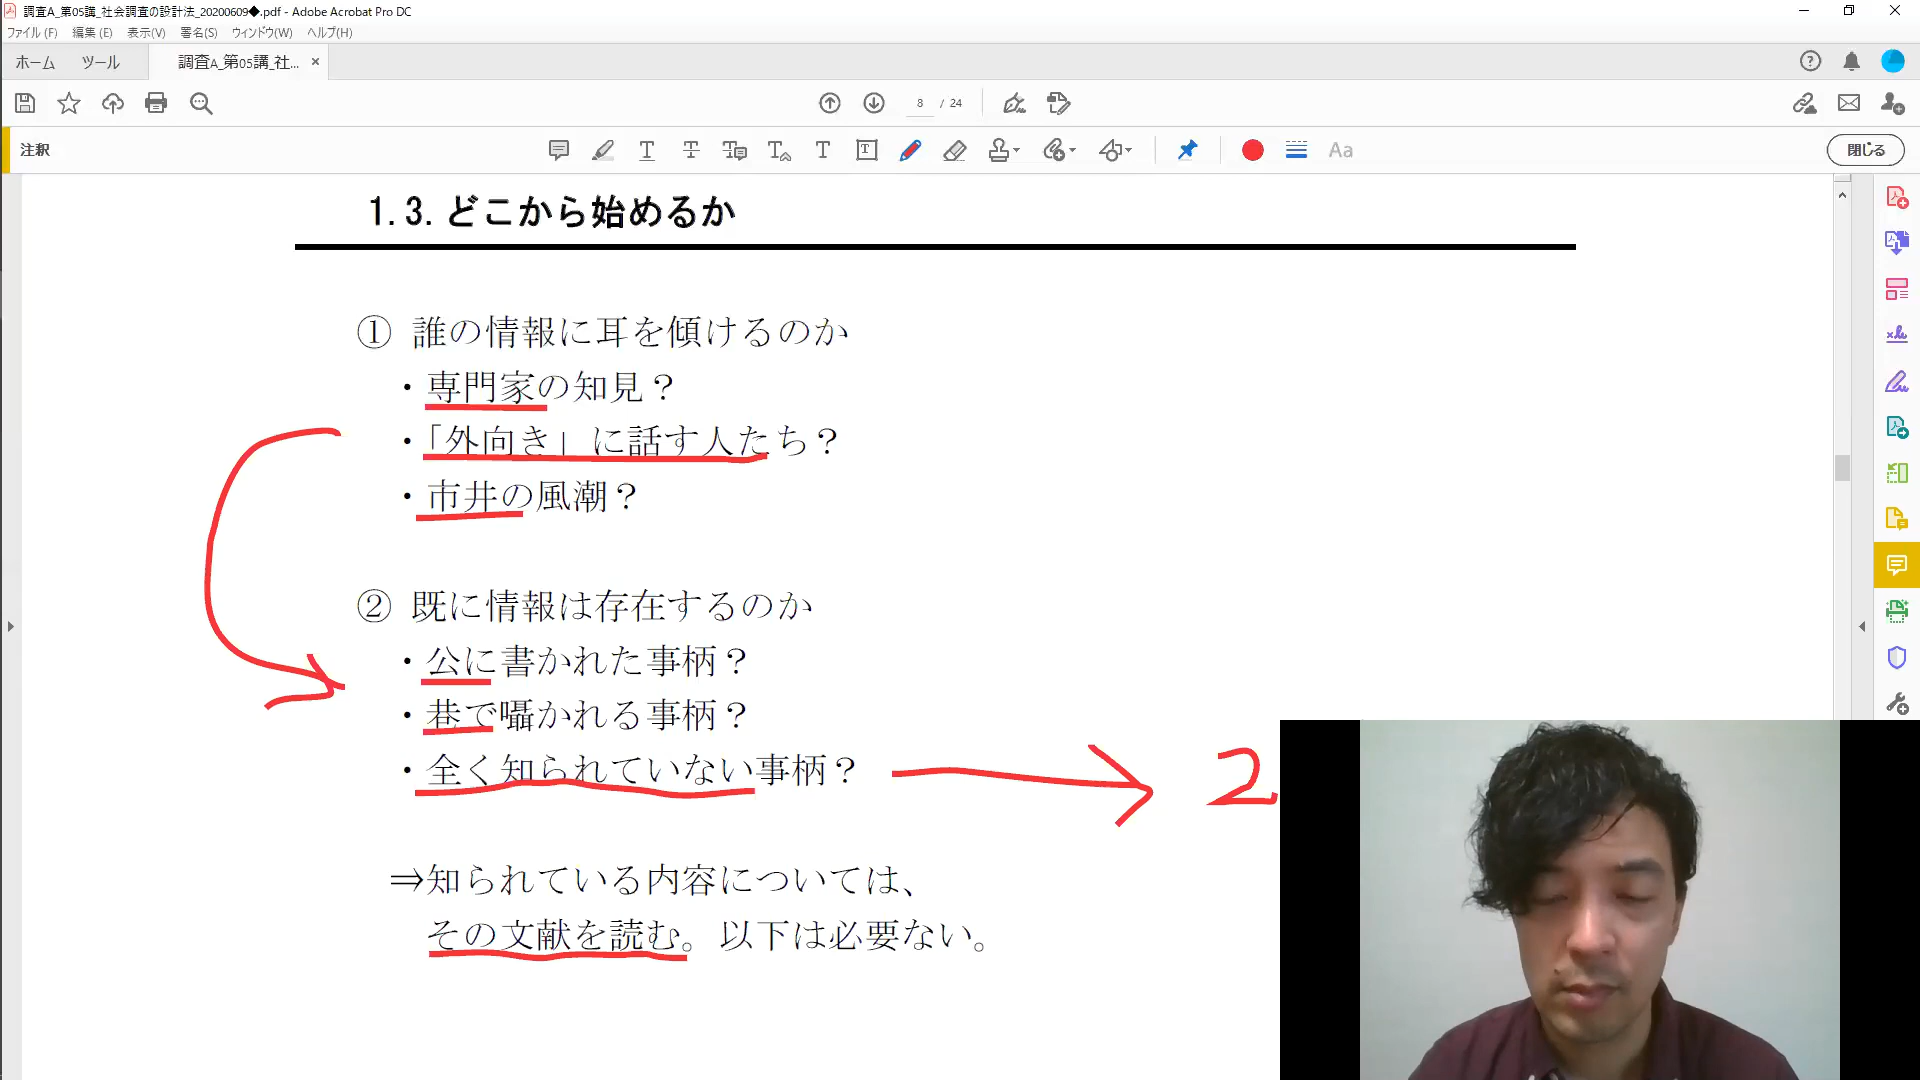 調査A_第05講_社会調査の設計法_20200609◆.pdf - Adobe Acrobat Pro DC
ファイル(F) 編集(E) 表示(V) 署名(S) ウィンドウ(W) ヘルプ(H)
ホーム ツール 調査A_第05講_社... ×
8 / 24
注釈 Aa 閉じる
1.3.どこから始めるか
① 誰の情報に耳を傾けるのか
・専門家の知見？
・「外向き」に話す人たち？
・市井の風潮？
② 既に情報は存在するのか
・公に書かれた事柄？
・巷で囁かれる事柄？
・全く知られていない事柄？
2
⇒知られている内容については、
その文献を読む。以下は必要ない。